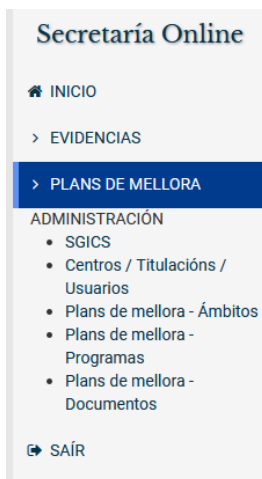 Secretaría Online
INICIO
> EVIDENCIAS
> PLANS DE MELLORA
ADMINISTRACIÓN
• SGICS
• Centros / Titulacións /
Usuarios
• Plans de mellora - Ámbitos
• Plans de mellora -
Programas
• Plans de mellora -
Documentos
SAÍR